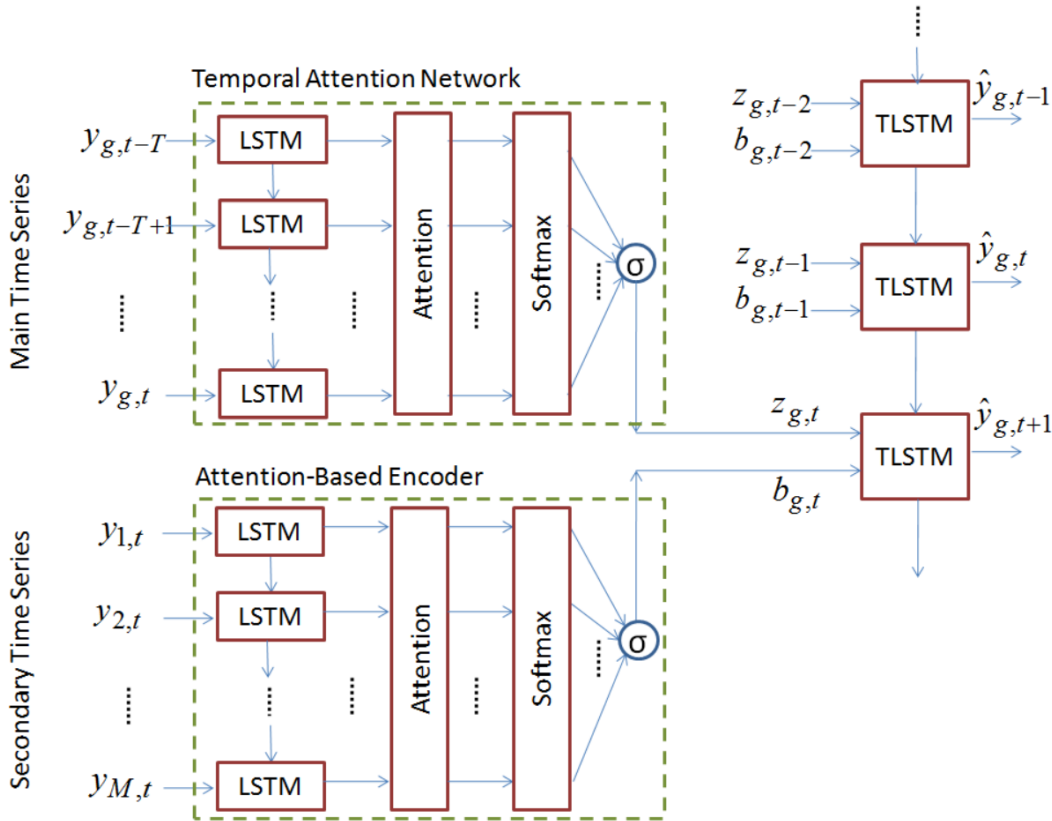 Main Time Series
Temporal Attention Network
y_{g,t−T}
LSTM
y_{g,t−T+1}
LSTM
y_{g,t}
LSTM
Attention
Softmax
σ
Secondary Time Series
Attention-Based Encoder
y_{1,t}
LSTM
y_{2,t}
LSTM
y_{M,t}
LSTM
Attention
Softmax
σ
z_{g,t−2}
b_{g,t−2}
TLSTM
ŷ_{g,t−1}
z_{g,t−1}
b_{g,t−1}
TLSTM
ŷ_{g,t}
z_{g,t}
b_{g,t}
TLSTM
ŷ_{g,t+1}